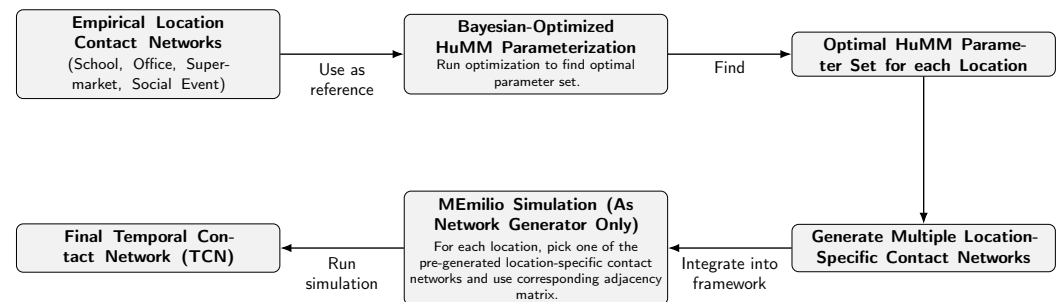 Empirical Location
Contact Networks
(School, Office, Super-
market, Social Event)
Use as
reference
Bayesian-Optimized
HuMM Parameterization
Run optimization to find optimal
parameter set.
Find
Optimal HuMM Parame-
ter Set for each Location
Generate Multiple Location-
Specific Contact Networks
Integrate into
framework
MEmilio Simulation (As
Network Generator Only)
For each location, pick one of the
pre-generated location-specific contact
networks and use corresponding adjacency
matrix.
Run
simulation
Final Temporal Con-
tact Network (TCN)